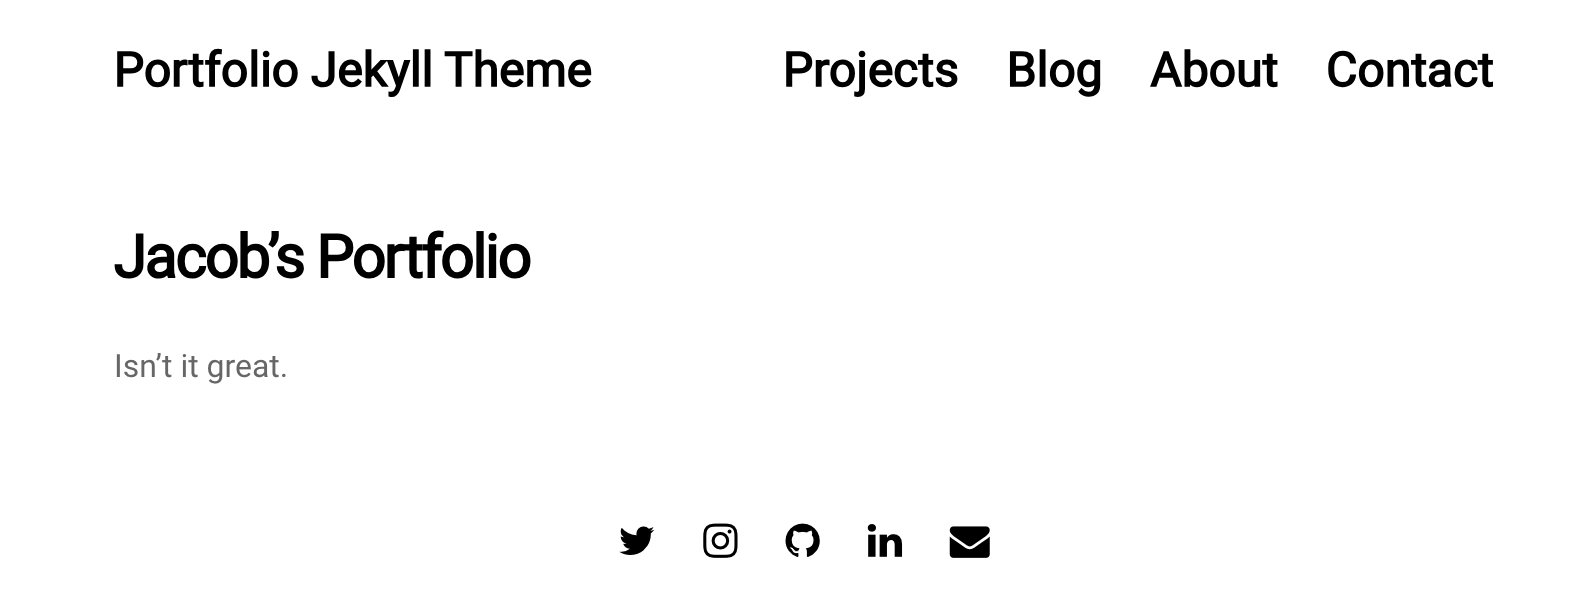 Portfolio Jekyll Theme Projects Blog About Contact
Jacob’s Portfolio
Isn’t it great.